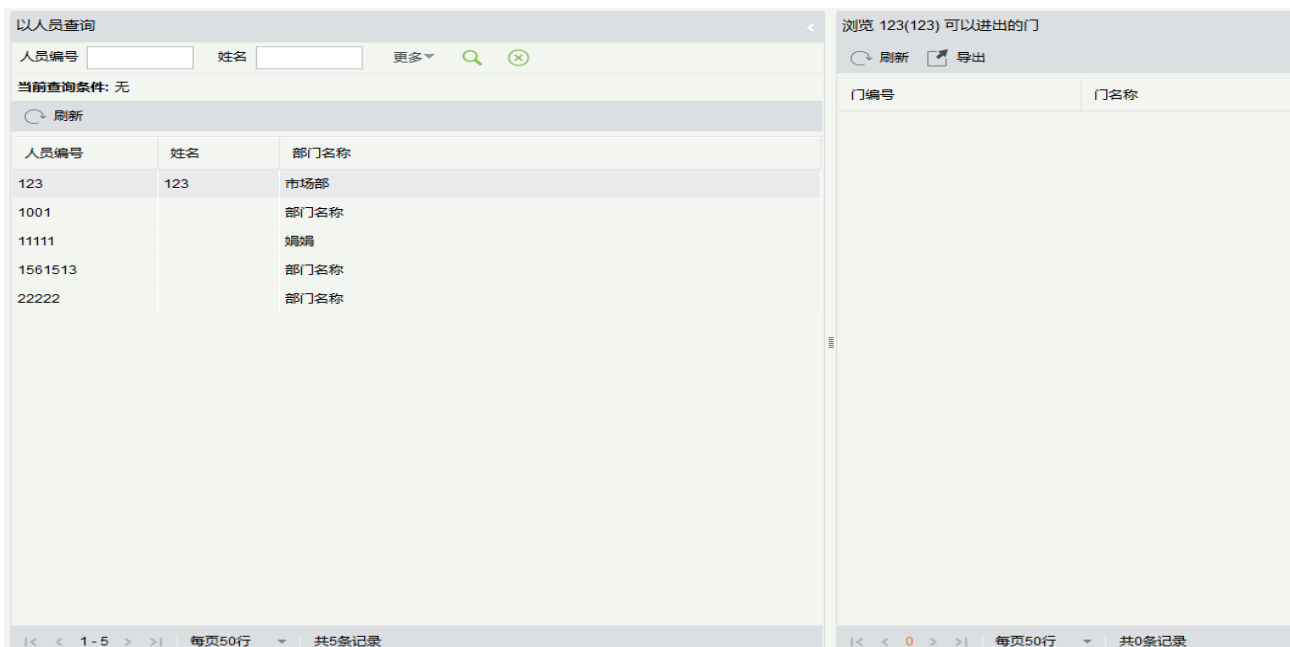 以人员查询
人员编号 姓名 更多
当前查询条件: 无
刷新
人员编号 姓名 部门名称
123 123 市场部
1001 部门名称
11111 娟娟
1561513 部门名称
22222 部门名称
1-5 每页50行 共5条记录
浏览 123(123) 可以进出的门
刷新 导出
门编号 门名称
0 每页50行 共0条记录